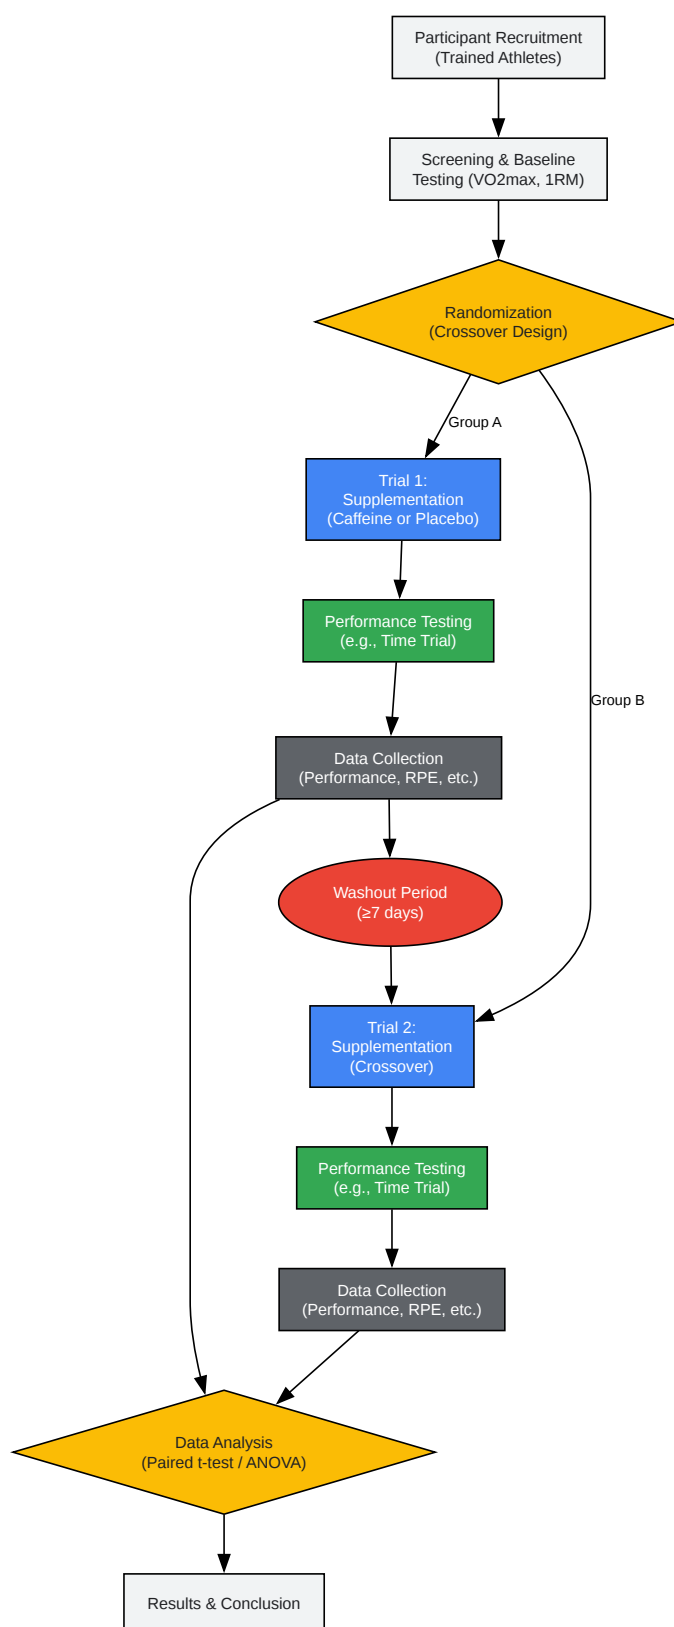 Participant Recruitment
(Trained Athletes)
Screening & Baseline
Testing (VO2max, 1RM)
Randomization
(Crossover Design)
Group A
Trial 1:
Supplementation
(Caffeine or Placebo)
Performance Testing
(e.g., Time Trial)
Group B
Data Collection
(Performance, RPE, etc.)
Washout Period
(≥7 days)
Trial 2:
Supplementation
(Crossover)
Performance Testing
(e.g., Time Trial)
Data Collection
(Performance, RPE, etc.)
Data Analysis
(Paired t-test / ANOVA)
Results & Conclusion